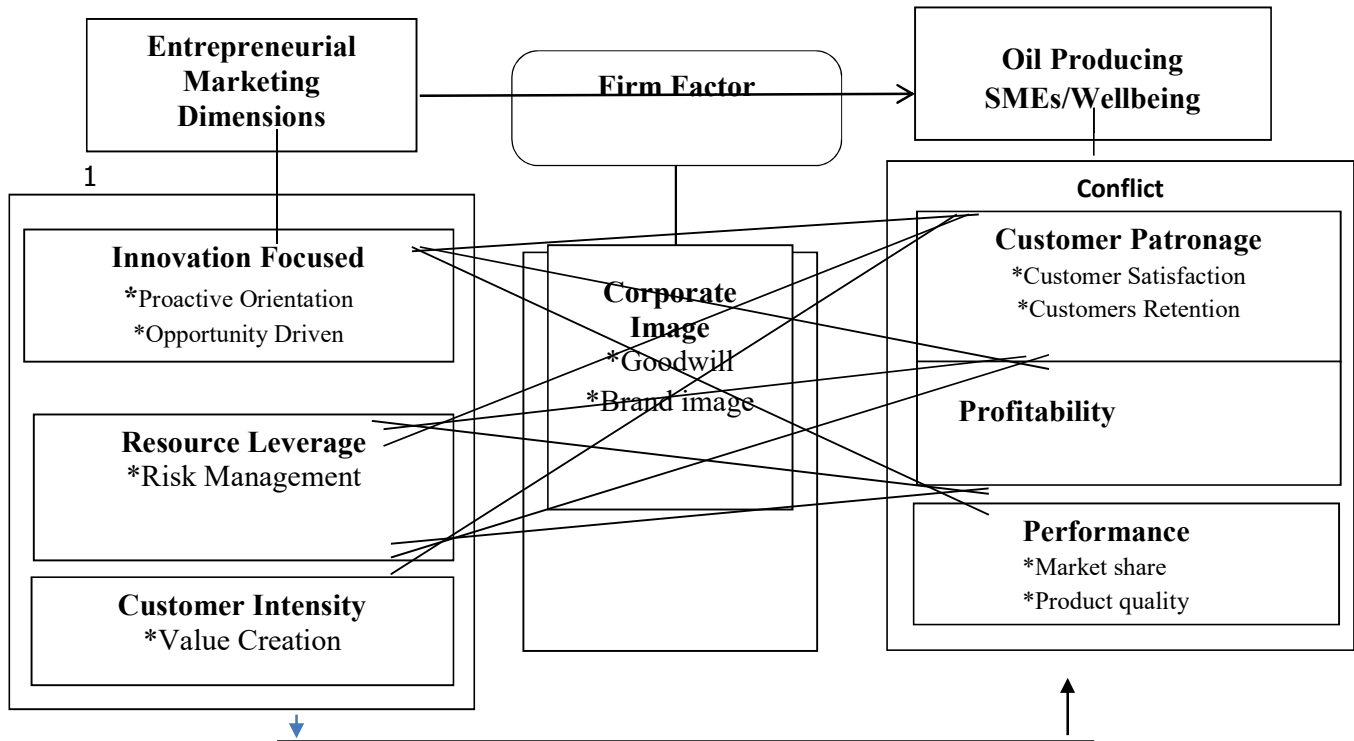 Entrepreneurial
Marketing
Dimensions
Firm Factor
Oil Producing
SMEs/Wellbeing
1
Innovation Focused
*Proactive Orientation
*Opportunity Driven
Resource Leverage
*Risk Management
Customer Intensity
*Value Creation
Corporate
Image
*Goodwill
*Brand image
Conflict
Customer Patronage
*Customer Satisfaction
*Customers Retention
Profitability
Performance
*Market share
*Product quality